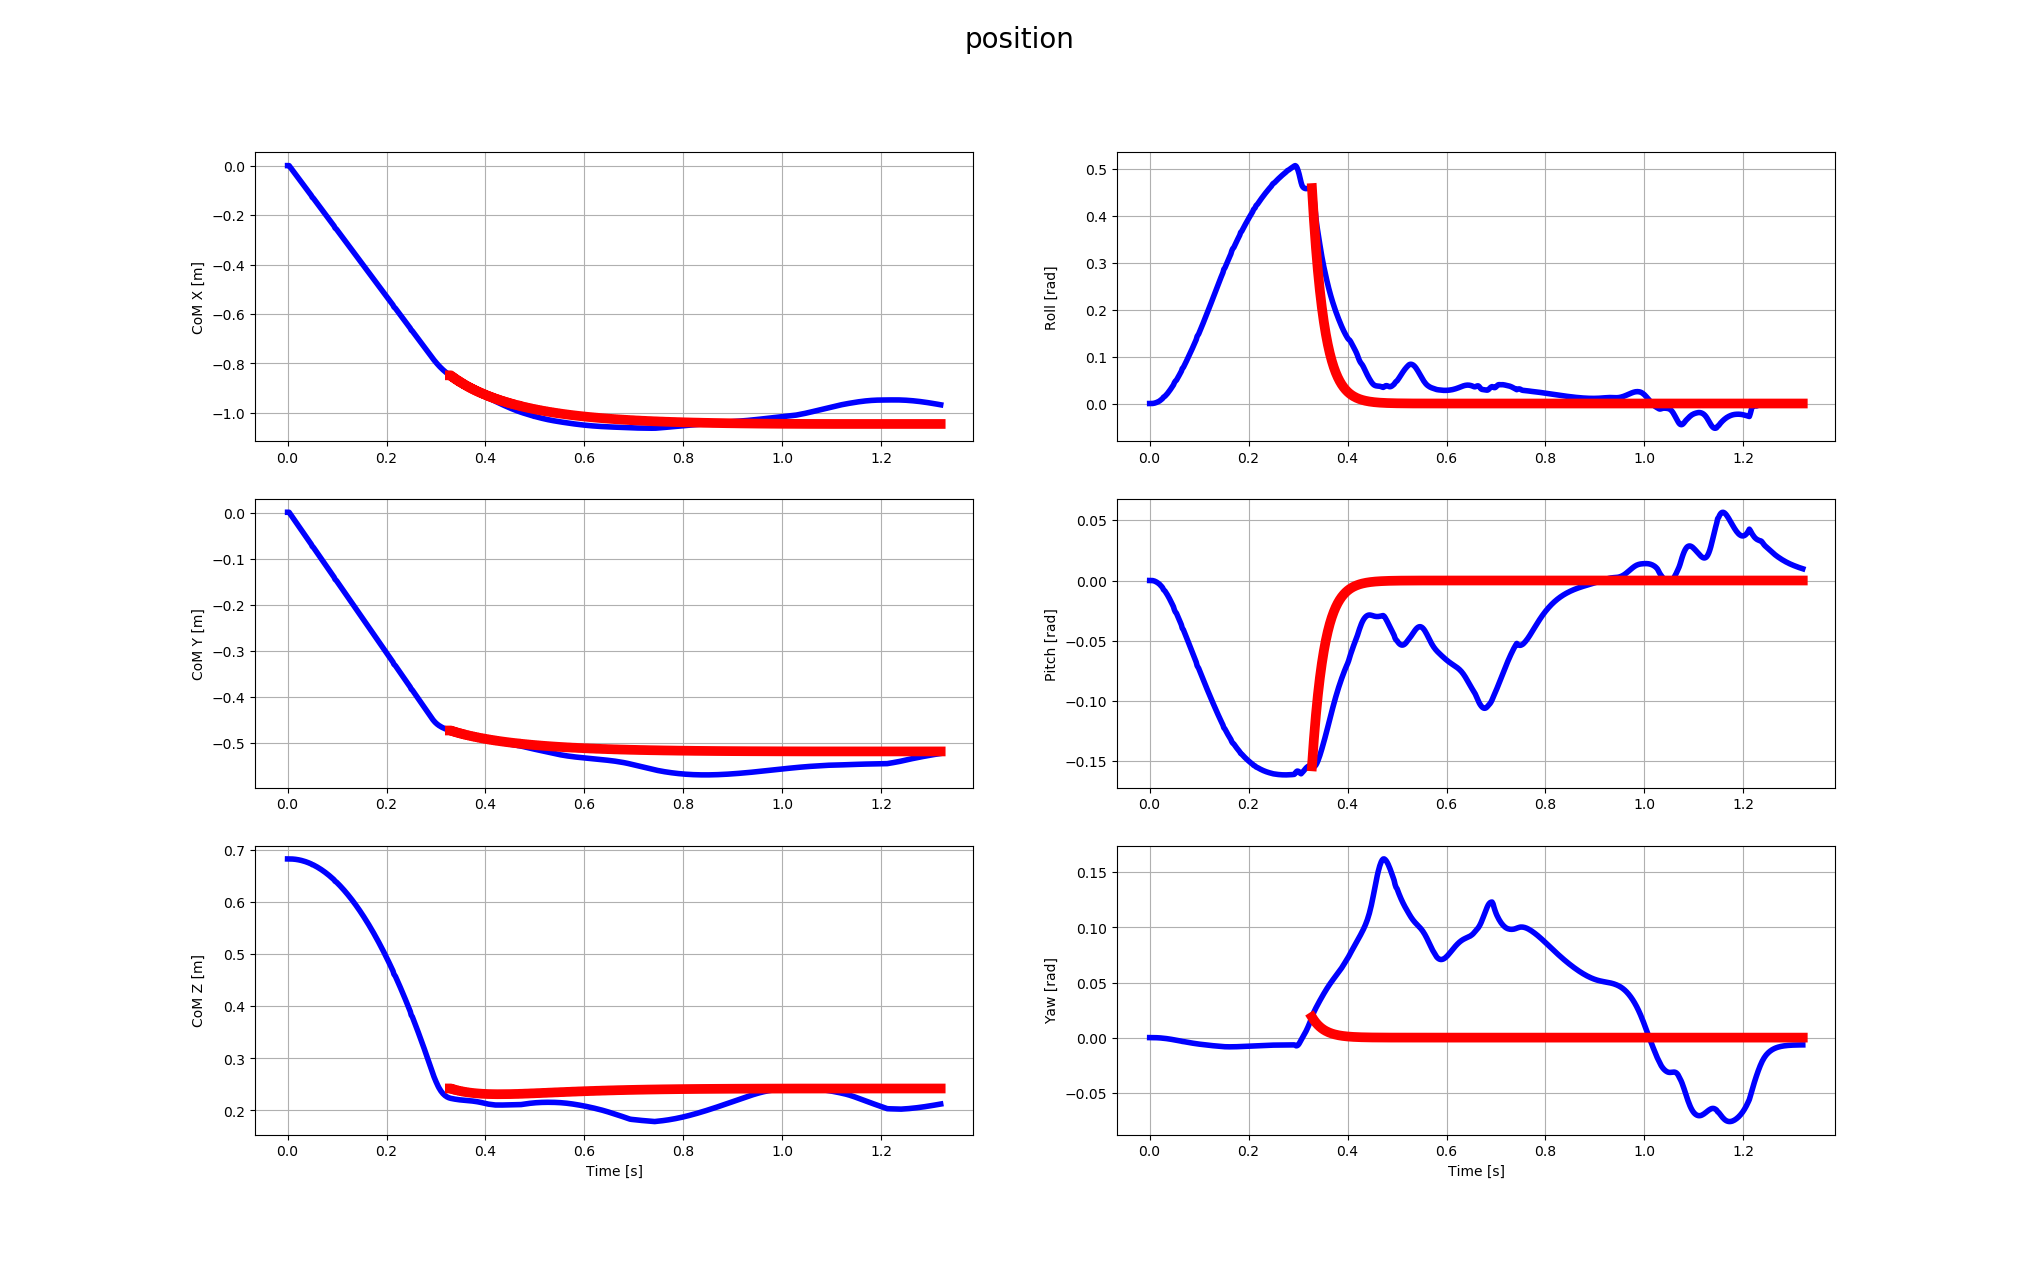 position
0.0
−0.2
−0.4
−0.6
−0.8
−1.0
CoM X [m]
0.0 0.2 0.4 0.6 0.8 1.0 1.2
0.5
0.4
0.3
0.2
0.1
0.0
Roll [rad]
0.0 0.2 0.4 0.6 0.8 1.0 1.2
0.0
−0.1
−0.2
−0.3
−0.4
−0.5
CoM Y [m]
0.0 0.2 0.4 0.6 0.8 1.0 1.2
0.05
0.00
−0.05
−0.10
−0.15
Pitch [rad]
0.0 0.2 0.4 0.6 0.8 1.0 1.2
0.7
0.6
0.5
0.4
0.3
0.2
CoM Z [m]
0.0 0.2 0.4 0.6 0.8 1.0 1.2
Time [s]
0.15
0.10
0.05
0.00
−0.05
Yaw [rad]
0.0 0.2 0.4 0.6 0.8 1.0 1.2
Time [s]